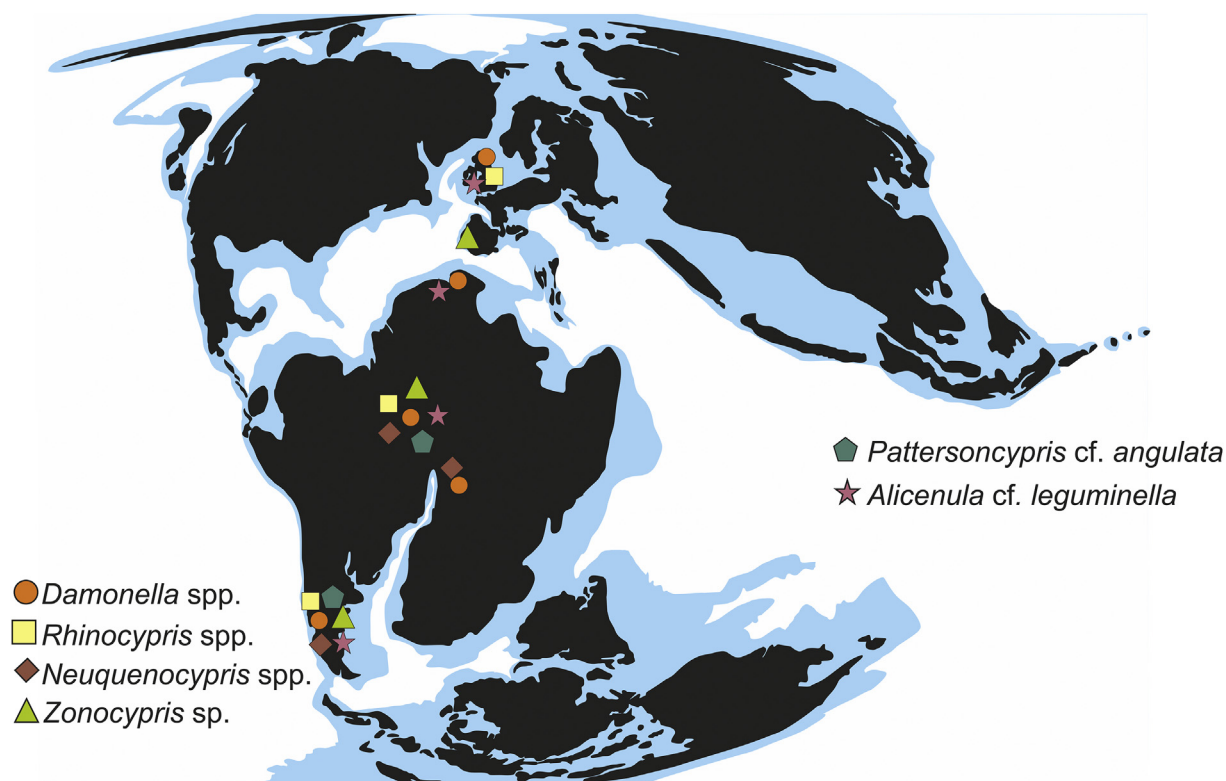 Pattersoncypris cf. angulata
Alicenula cf. leguminella
Damonella spp.
Rhinocypris spp.
Neuquenocypris spp.
Zonocypris sp.